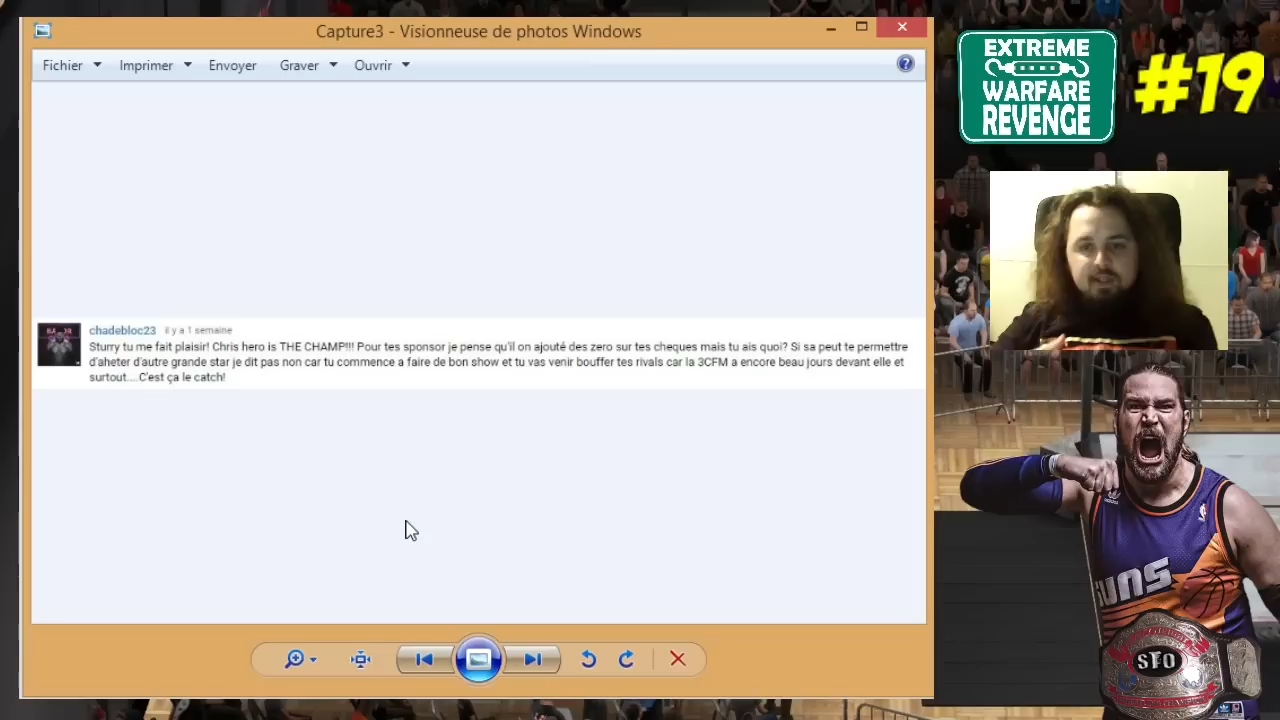 Capture3 - Visionneuse de photos Windows
Fichier Imprimer Envoyer Graver Ouvrir
chadebloc23 il y a 1 semaine
Sturry tu me fait plaisir! Chris hero is THE CHAMP!!! Pour tes sponsor je pense qu'il on ajouté des zero sur tes cheques mais tu ais quoi? Si sa peut te permettre
d'aheter d'autre grande star je dit pas non car tu commence a faire de bon show et tu vas venir bouffer tes rivals car la 3CFM a encore beau jours devant elle et
surtout....C'est ça le catch!
EXTREME
WARFARE
REVENGE
#19
SUNS